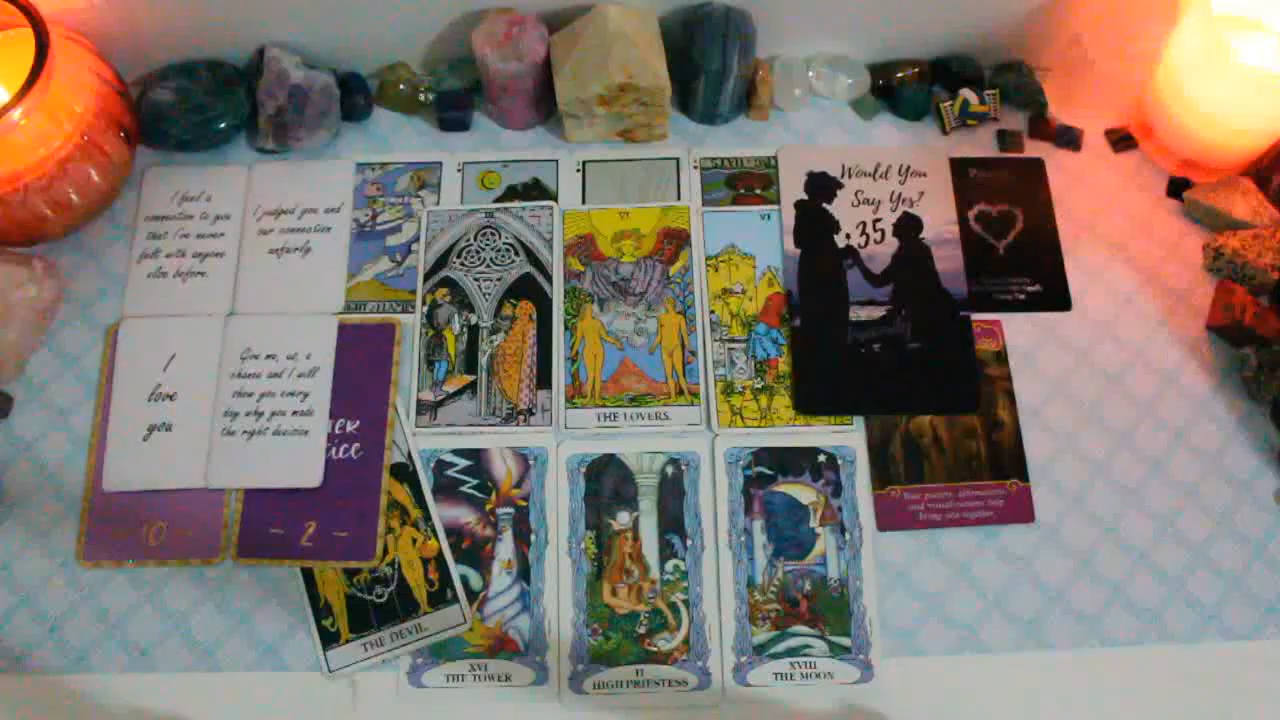 I feel a
connection to you
that I've never
felt with anyone
else before.
I judged you and
our connection
unfairly.
III
VI
THE LOVERS.
VI
Would You
Say Yes?
35
I
love
you
Give me, us, a
chance and I will
show you every
day why you made
the right decision.
10
- 2 -
Your prayers, affirmations,
and visualizations help
bring you together.
THE DEVIL.
XVI
THE TOWER
II
HIGH PRIESTESS
XVIII
THE MOON